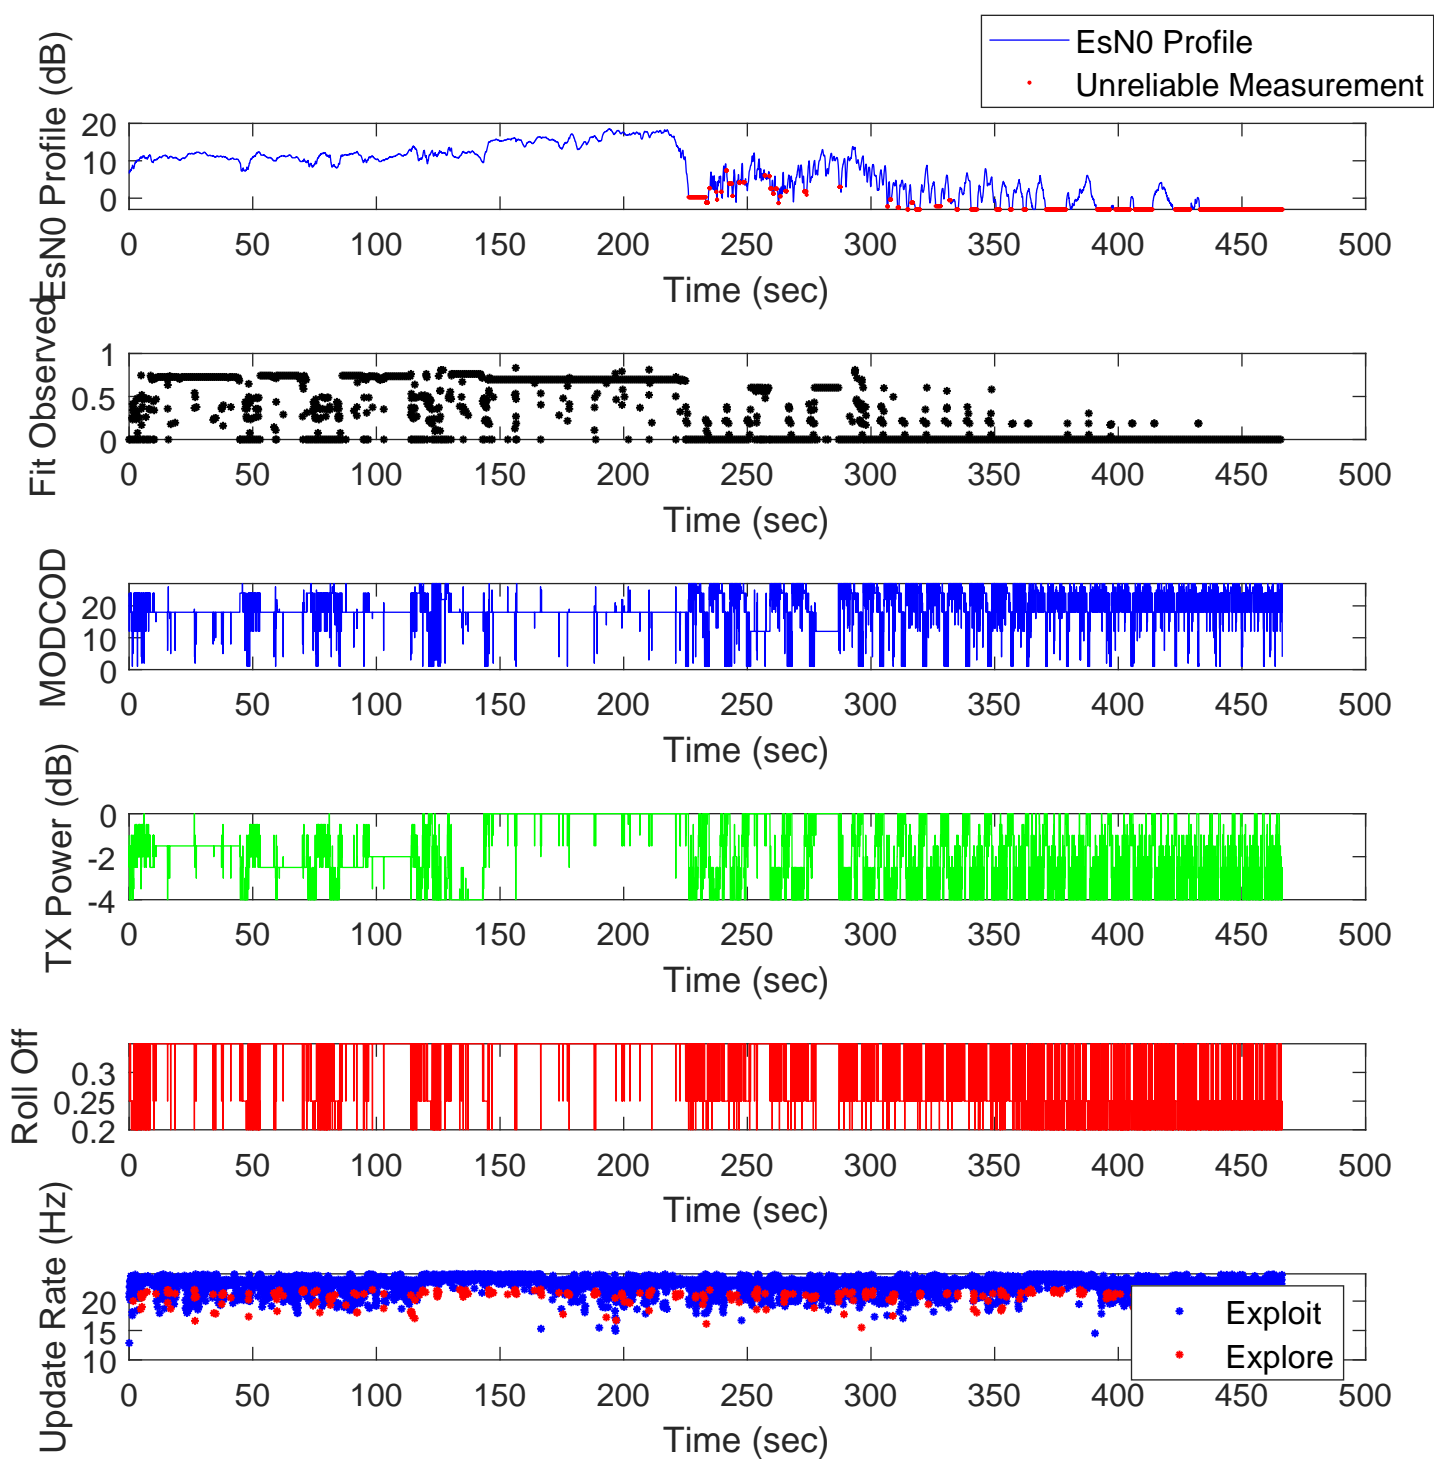 EsN0 Profile
Unreliable Measurement
EsN0 Profile (dB)
20
10
0
0 50 100 150 200 250 300 350 400 450 500
Time (sec)
Fit Observed
1
0.5
0
0 50 100 150 200 250 300 350 400 450 500
Time (sec)
MODCOD
20
10
0
0 50 100 150 200 250 300 350 400 450 500
Time (sec)
TX Power (dB)
0
-2
-4
0 50 100 150 200 250 300 350 400 450 500
Time (sec)
Roll Off
0.3
0.25
0.2
0 50 100 150 200 250 300 350 400 450 500
Time (sec)
Update Rate (Hz)
20
15
10
Exploit
Explore
0 50 100 150 200 250 300 350 400 450 500
Time (sec)